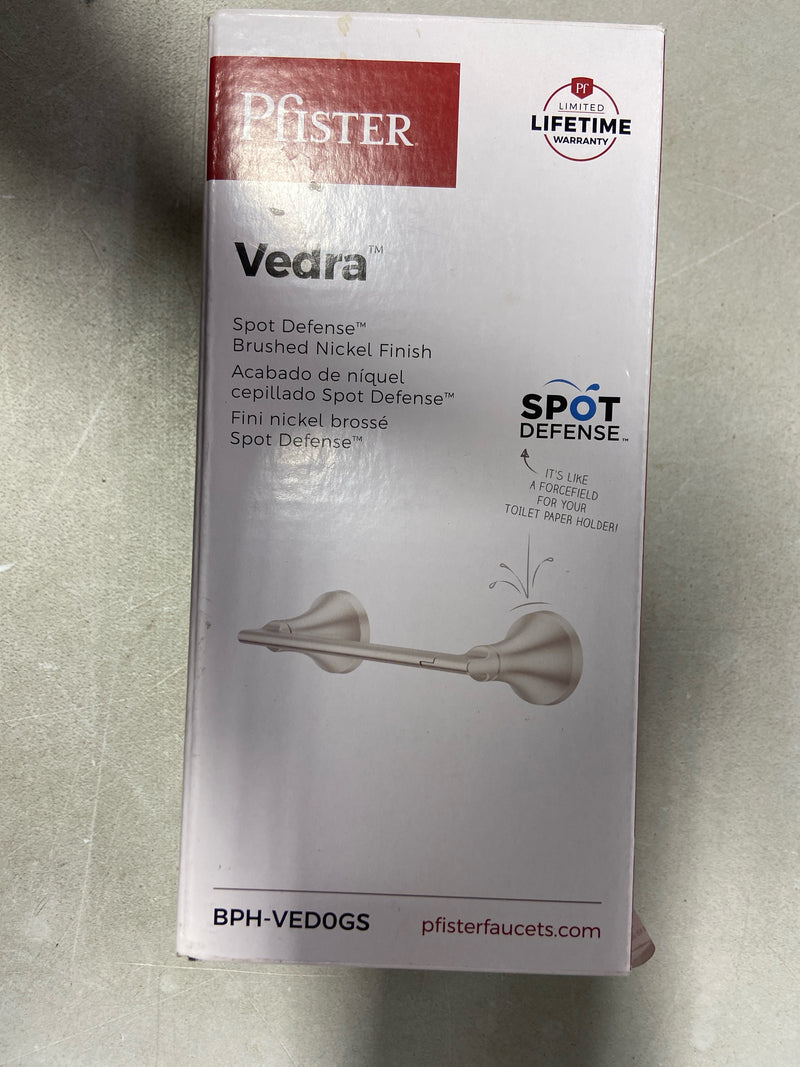 Pfister
Pf
LIMITED
LIFETIME
WARRANTY
Vedra™
Spot Defense™
Brushed Nickel Finish
Acabado de níquel
cepillado Spot Defense™
Fini nickel brossé
Spot Defense™
SPOT
DEFENSE™
IT'S LIKE
A FORCEFIELD
FOR YOUR
TOILET PAPER HOLDER!
BPH-VED0GS
pfisterfaucets.com